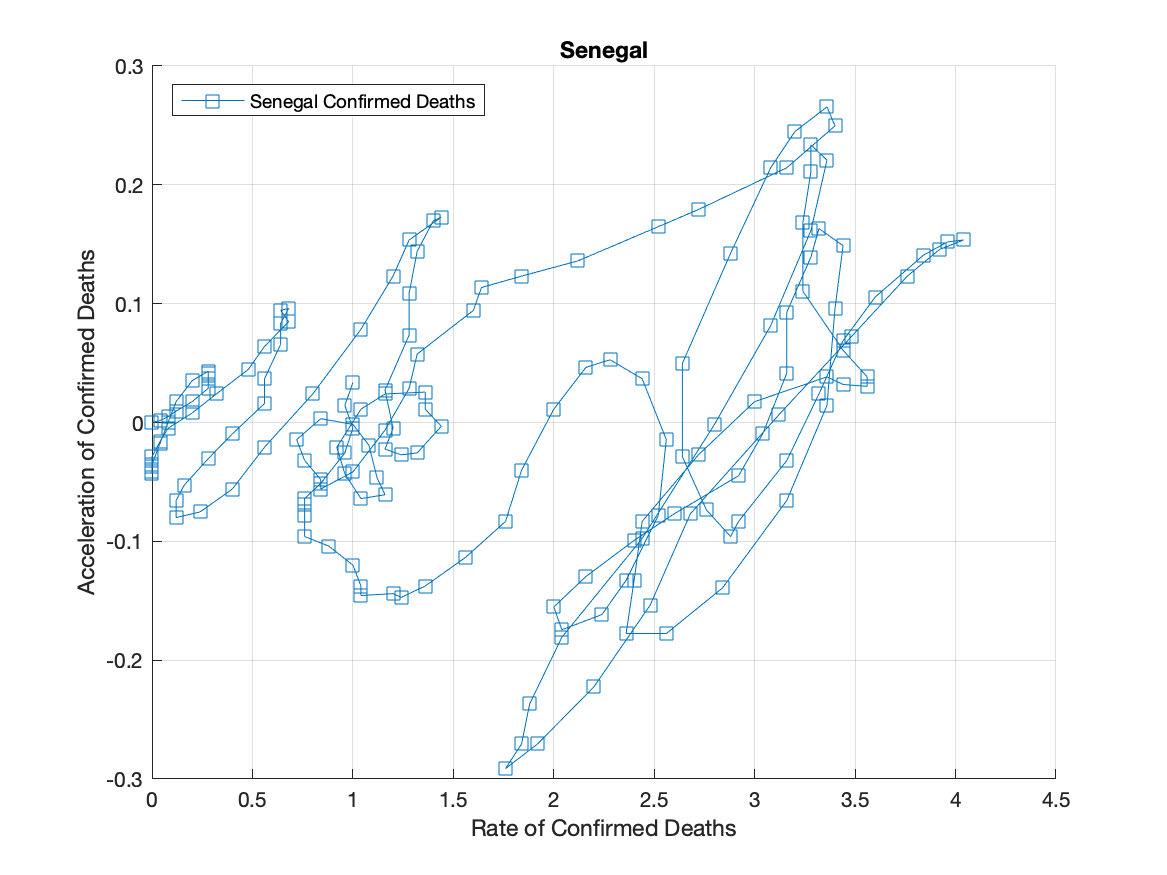 Senegal
0.3
Senegal Confirmed Deaths
0.2
0.1
0
-0.1
-0.2
-0.3
Acceleration of Confirmed Deaths
0 0.5 1 1.5 2 2.5 3 3.5 4 4.5
Rate of Confirmed Deaths